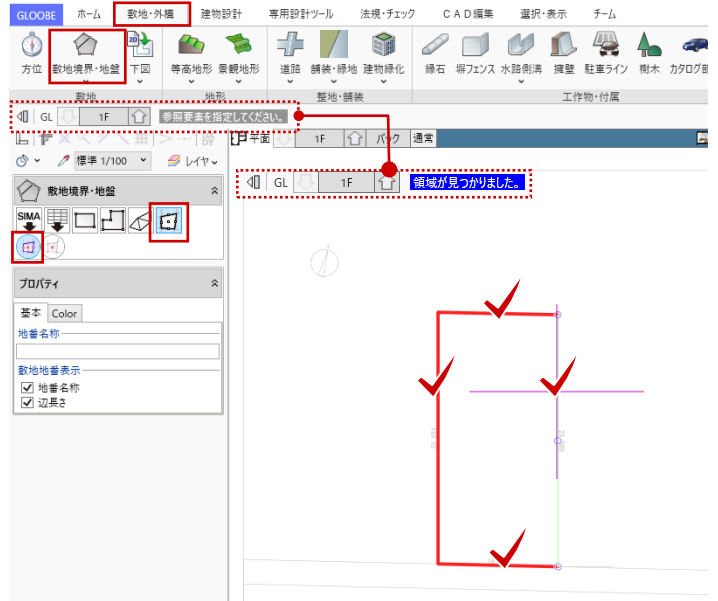 GLOOBE ホーム 敷地・外構 建物設計 専用設計ツール 法規・チェック CAD編集 選択・表示 チーム
2D
方位 敷地境界・地盤 下図 等高地形 景観地形 道路 舗装・緑地 建物緑化 縁石 塀フェンス 水路側溝 擁壁 駐車ライン 樹木 カタログ部
敷地 地形 整地・舗装 工作物・付属
GL 1F 参照要素を指定してください。
平面 1F バック 通常
標準 1/100 レイヤ
GL 1F 領域が見つかりました。
敷地境界・地盤
SIMA
プロパティ
基本 Color
地番名称
敷地地番表示
地番名称
辺長さ